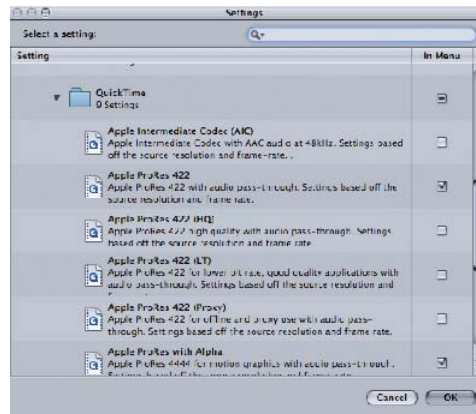 Settings
Select a setting:
Setting
In Menu
QuickTime
9 Settings
Apple Intermediate Codec (AIC)
Apple Intermediate Codec with AAC audio at 48kHz. Settings based
off the source resolution and frame-rate. .
Apple ProRes 422
Apple ProRes 422 with audio pass-through. Settings based off the
source resolution and frame rate.
Apple ProRes 422 (HQ)
Apple ProRes 422 high quality with audio pass-through. Settings
based off the source resolution and frame rate
Apple ProRes 422 (LT)
Apple ProRes 422 for lower bit rate, good quality applications with
audio pass-through. Settings based off the source resolution and
Apple ProRes 422 (Proxy)
Apple ProRes 422 for offline and proxy use with audio pass-
through. Settings based off the source resolution and frame rate.
Apple ProRes with Alpha
Apple ProRes 4444 for motion graphics with audio pass-through.
Cancel
OK